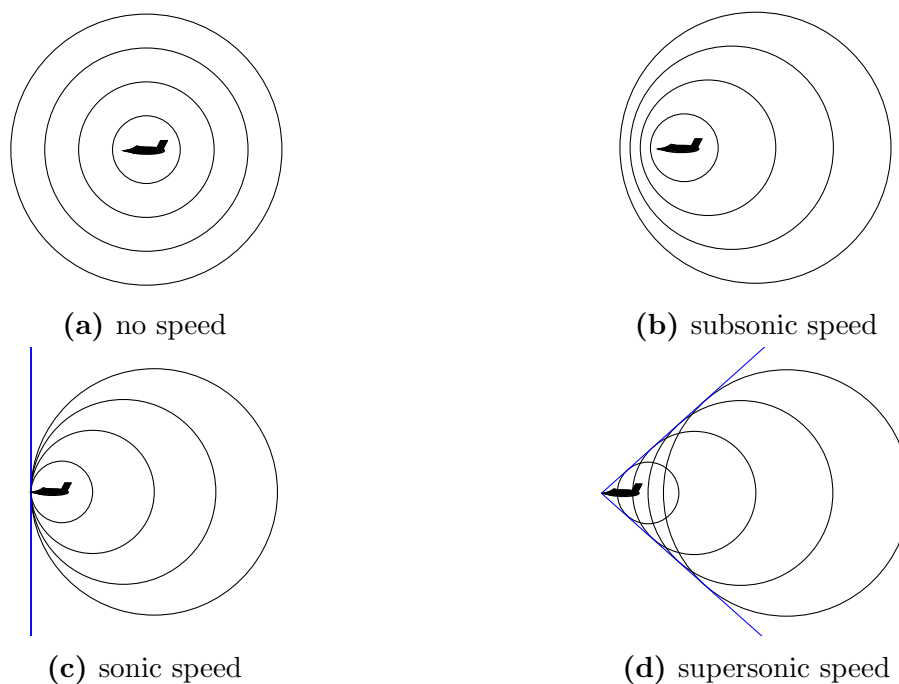 (a) no speed
(b) subsonic speed
(c) sonic speed
(d) supersonic speed